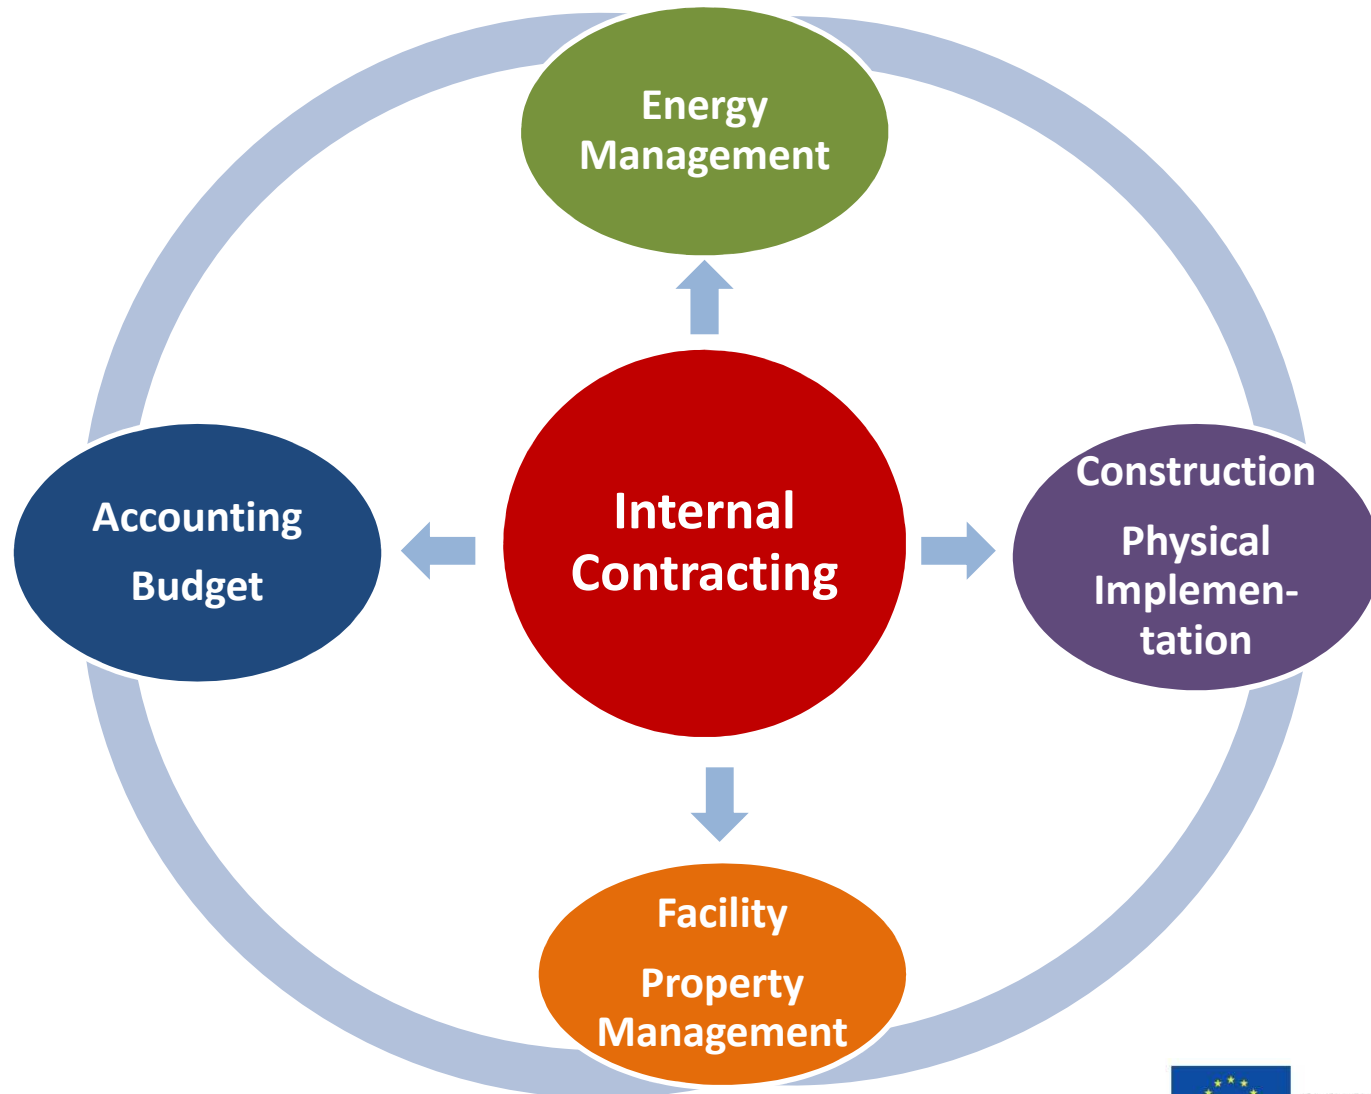 Energy
Management
Accounting
Budget
Internal
Contracting
Construction
Physical
Implemen-
tation
Facility
Property
Management